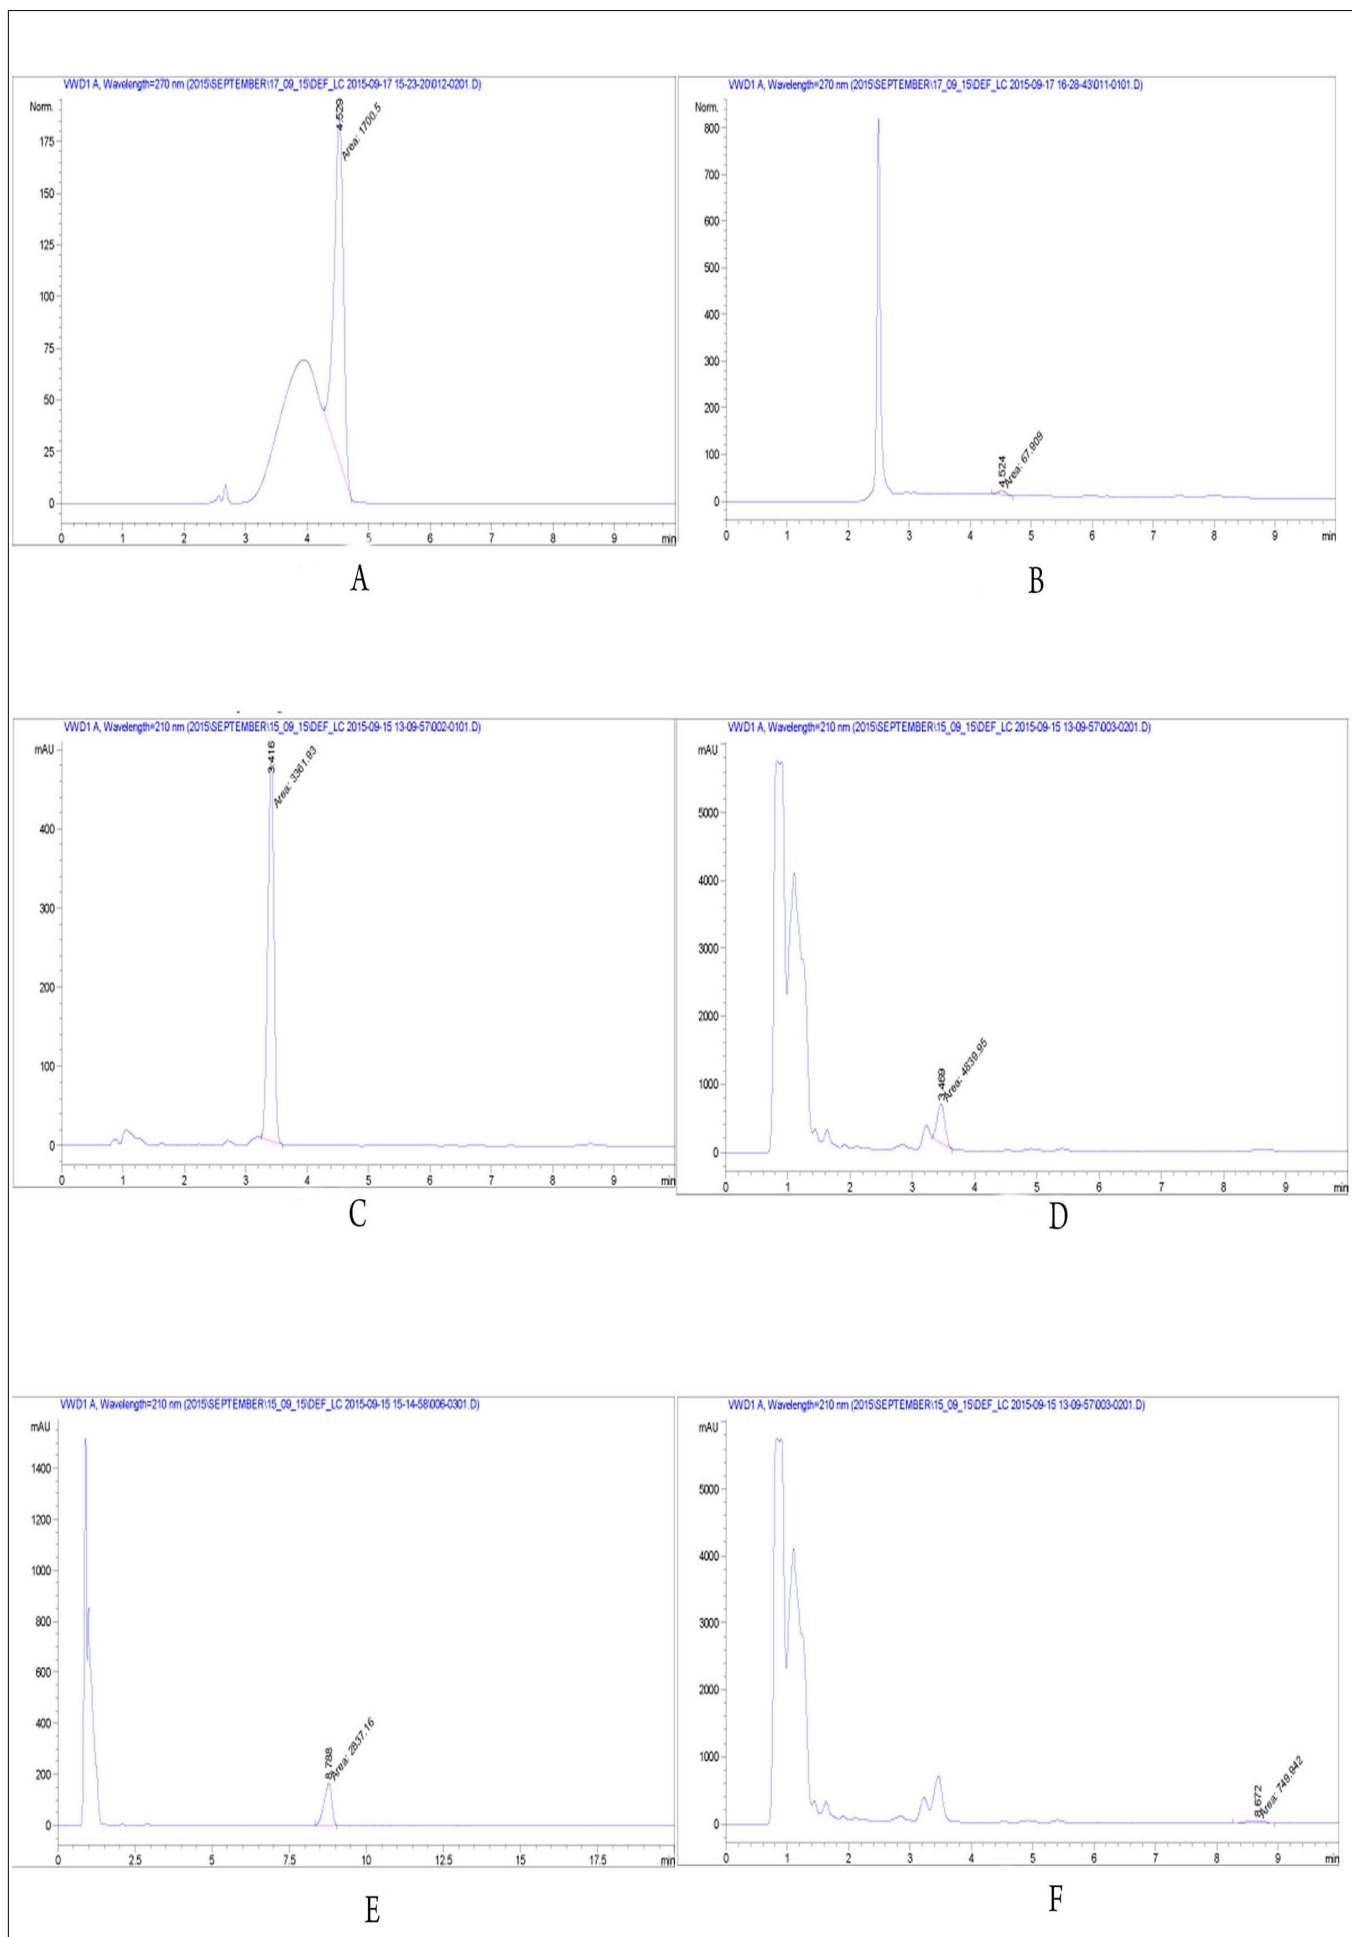 VWD1 A, Wavelength=270 nm (2015\SEPTEMBER\17_09_15\DEF_LC 2015-09-17 15-23-20\012-0201.D)
Norm.
4.529
Area: 1700.5
175
150
125
100
75
50
25
0
0 1 2 3 4 5 6 7 8 9 min
A
VWD1 A, Wavelength=270 nm (2015\SEPTEMBER\17_09_15\DEF_LC 2015-09-17 16-28-43\011-0101.D)
Norm.
800
700
600
500
400
300
200
100
0
4.524
Area: 67.909
0 1 2 3 4 5 6 7 8 9 min
B
VWD1 A, Wavelength=210 nm (2015\SEPTEMBER\15_09_15\DEF_LC 2015-09-15 13-09-57\002-0101.D)
mAU
3.416
Area: 3361.93
400
300
200
100
0
0 1 2 3 4 5 6 7 8 9 min
C
VWD1 A, Wavelength=210 nm (2015\SEPTEMBER\15_09_15\DEF_LC 2015-09-15 13-09-57\003-0201.D)
mAU
5000
4000
3000
2000
1000
0
3.469
Area: 4839.95
0 1 2 3 4 5 6 7 8 9 min
D
VWD1 A, Wavelength=210 nm (2015\SEPTEMBER\15_09_15\DEF_LC 2015-09-15 15-14-58\006-0301.D)
mAU
1400
1200
1000
800
600
400
200
0
8.788
Area: 2837.16
0 2.5 5 7.5 10 12.5 15 17.5 min
E
VWD1 A, Wavelength=210 nm (2015\SEPTEMBER\15_09_15\DEF_LC 2015-09-15 13-09-57\003-0201.D)
mAU
5000
4000
3000
2000
1000
0
8.672
Area: 749.942
0 1 2 3 4 5 6 7 8 9 min
F